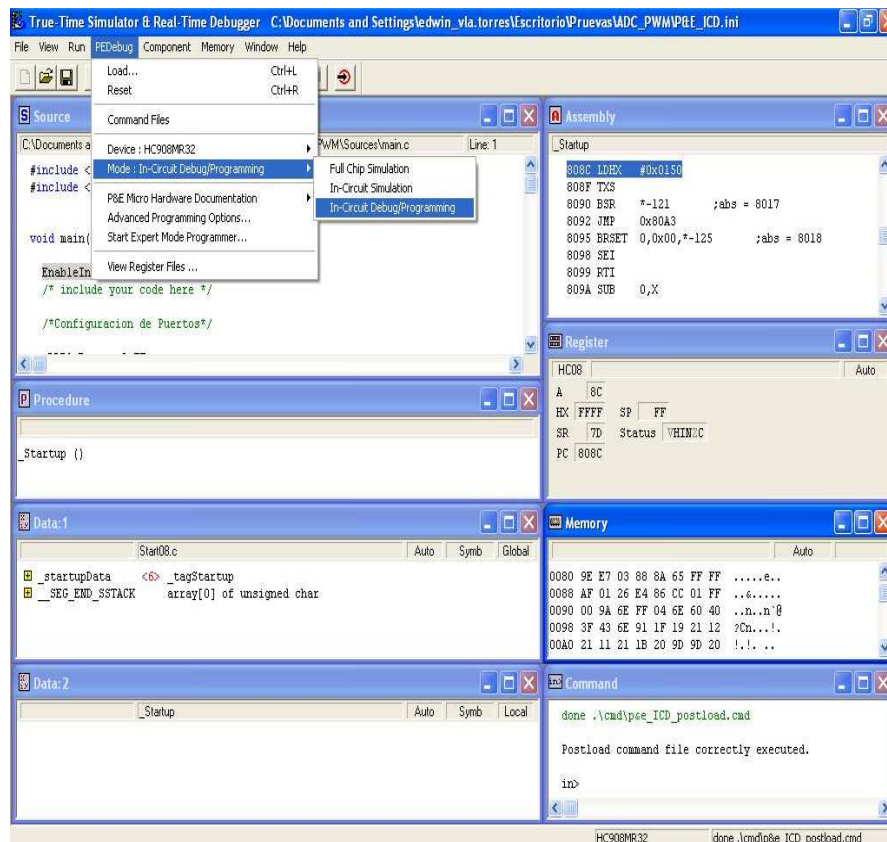 True-Time Simulator & Real-Time Debugger C:\Documents and Settings\edwin_vla.torres\Escritorio\Pruevas\ADC_PWM\P&E_ICD.ini
File View Run PEDebug Component Memory Window Help
Load... Ctrl+L
Reset Ctrl+R
Command Files
Device : HC908MR32
Mode : In-Circuit Debug/Programming
P&E Micro Hardware Documentation
Advanced Programming Options...
Start Expert Mode Programmer...
View Register Files ...
Full Chip Simulation
In-Circuit Simulation
In-Circuit Debug/Programming
Source
C:\Documents a PWM\Sources\main.c Line: 1
#include <
#include <
void main(
EnableIn
/* include your code here */
/*Configuracion de Puertos*/
Assembly
_Startup
808C LDHX #0x0150
808F TXS
8090 BSR *-121 ;abs = 8017
8092 JMP 0x80A3
8095 BRSET 0,0x00,*-125 ;abs = 8018
8098 SEI
8099 RTI
809A SUB 0,X
Register
HC08 Auto
A 8C
HX FFFF SP FF
SR 7D Status VHINZC
PC 808C
Procedure
_Startup ()
Data:1
Start08.c Auto Symb Global
_startupData <6> _tagStartup
__SEG_END_SSTACK array[0] of unsigned char
Memory
Auto
0080 9E E7 03 88 8A 65 FF FF .....e..
0088 AF 01 26 E4 86 CC 01 FF ..&.....
0090 00 9A 6E FF 04 6E 60 40 ..n..n`@
0098 3F 43 6E 91 1F 19 21 12 ?Cn...!.
00A0 21 11 21 1B 20 9D 9D 20 !.!. ..
Data:2
_Startup Auto Symb Local
Command
done .\cmd\p&e_ICD_postload.cmd
Postload command file correctly executed.
in>
HC908MR32 done .\cmd\p&e_ICD_postload.cmd